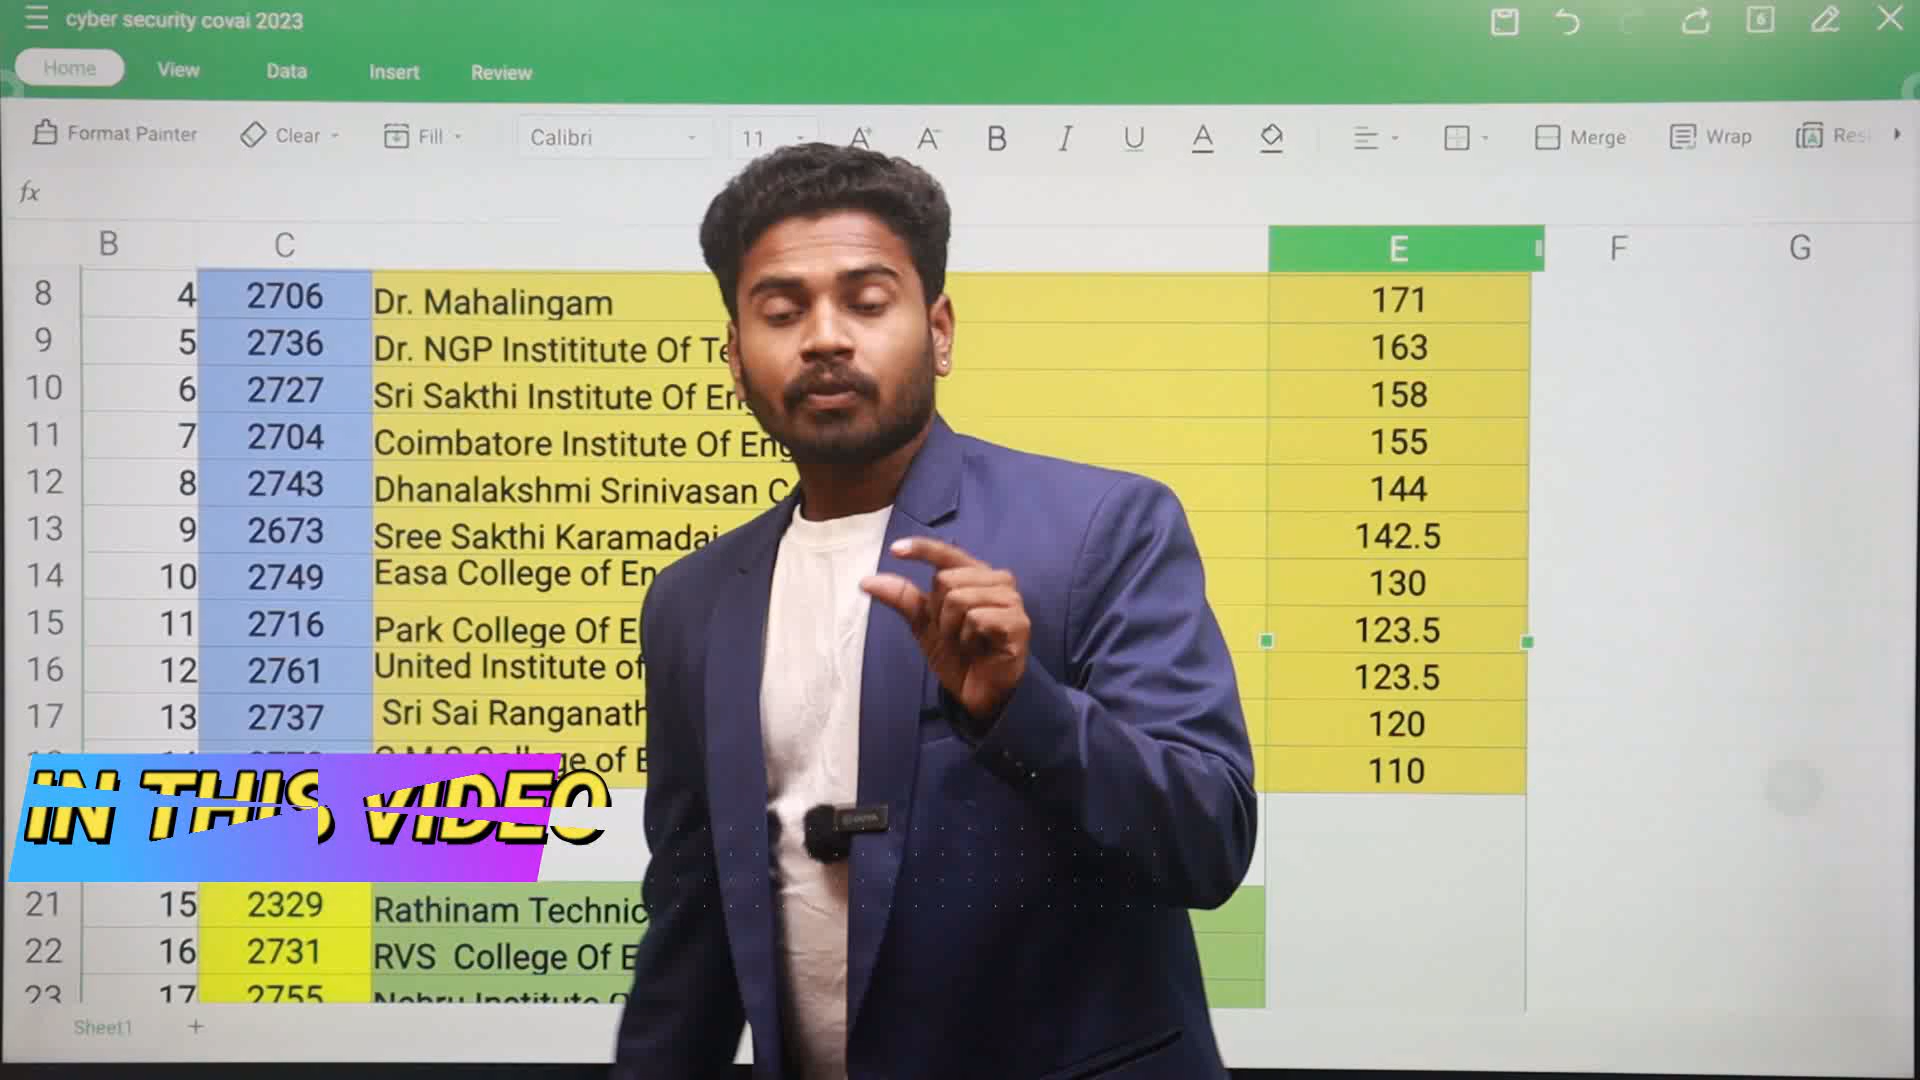 cyber security covai 2023
6
Home View Data Insert Review
Format Painter Clear Fill Calibri 11 A+ A- B I U A Merge Wrap
fx
B C E F G
8 4 2706 Dr. Mahalingam 171
9 5 2736 Dr. NGP Instititute Of 163
10 6 2727 Sri Sakthi Institute Of 158
11 7 2704 Coimbatore Institute Of 155
12 8 2743 Dhanalakshmi Srinivasan 144
13 9 2673 Sree Sakthi Karamadai 142.5
14 10 2749 Easa College of 130
15 11 2716 Park College Of 123.5
16 12 2761 United Institute of 123.5
17 13 2737 Sri Sai 120
of 110
IN THIS VIDEO
21 15 2329 Rathinam
22 16 2731 RVS College Of
23 17 2755 Nehru Institute
Sheet1 +